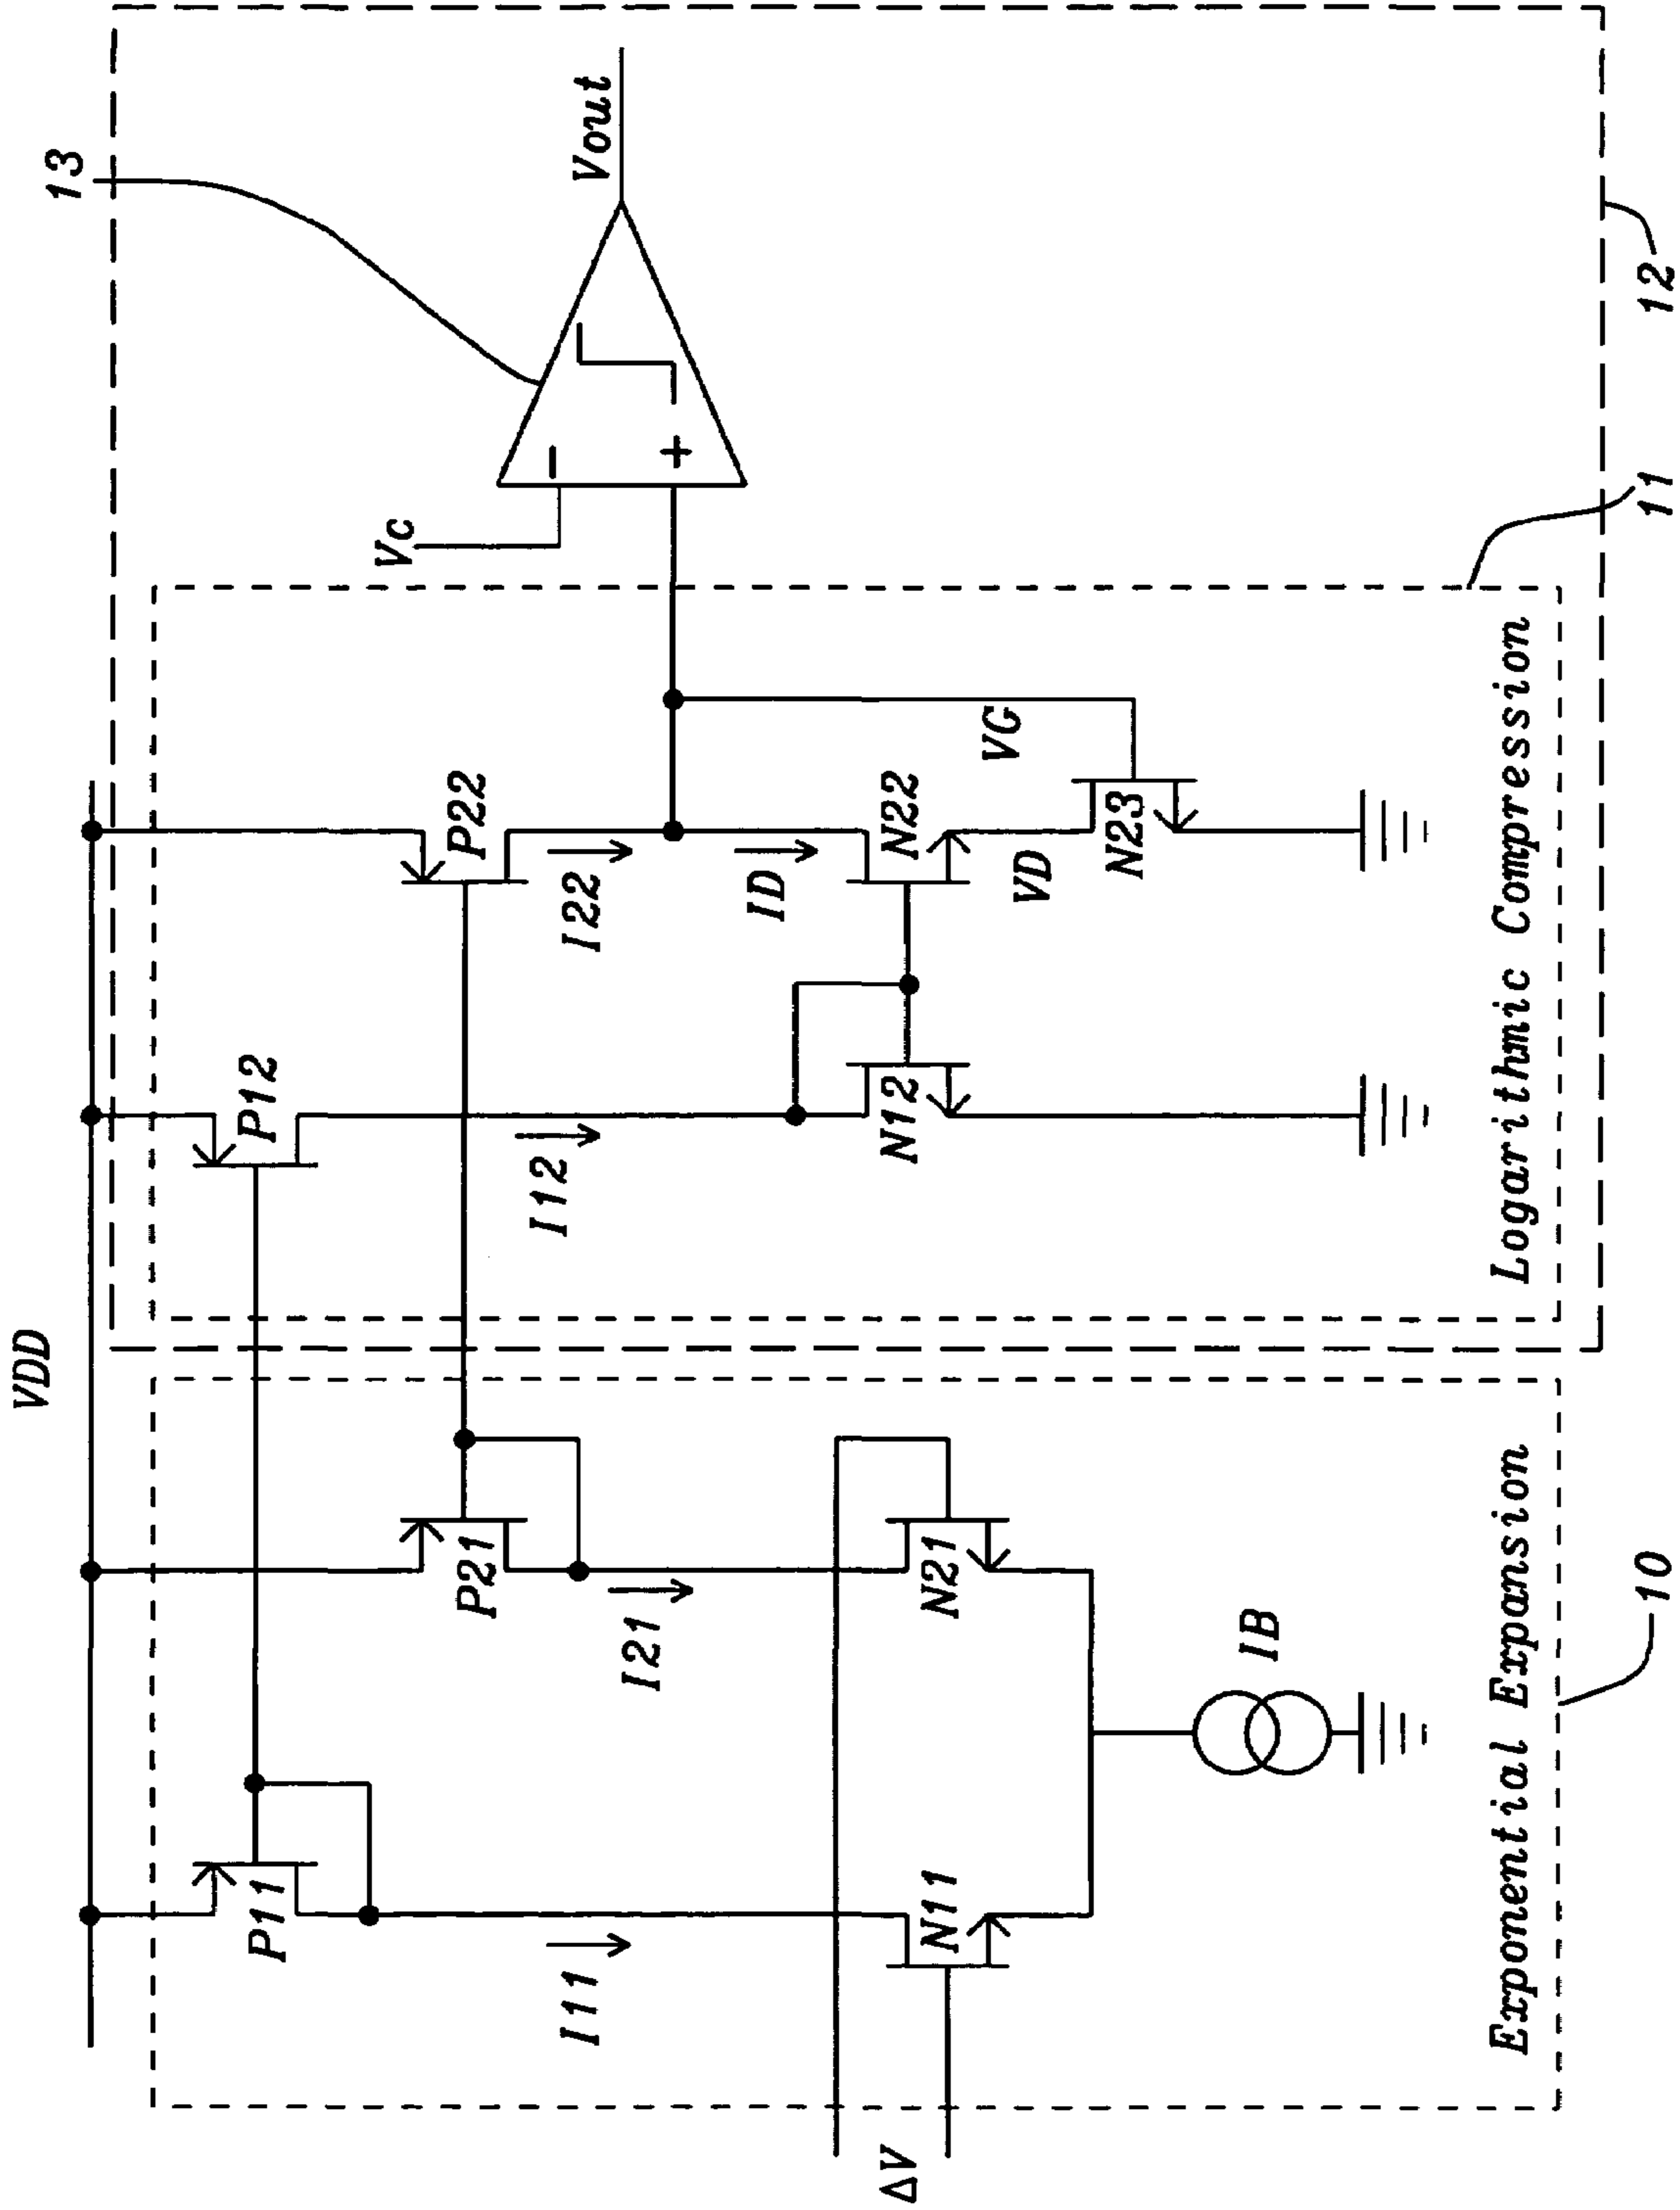 VDD
13
P11
P12
P21
P22
I11
I21
I12
I22
ID
Vc
-
+
Vout
ΔV
N11
N21
N12
N22
VD
VG
N23
IB
Exponential Expansion
Logarithmic Compression
10
11
12